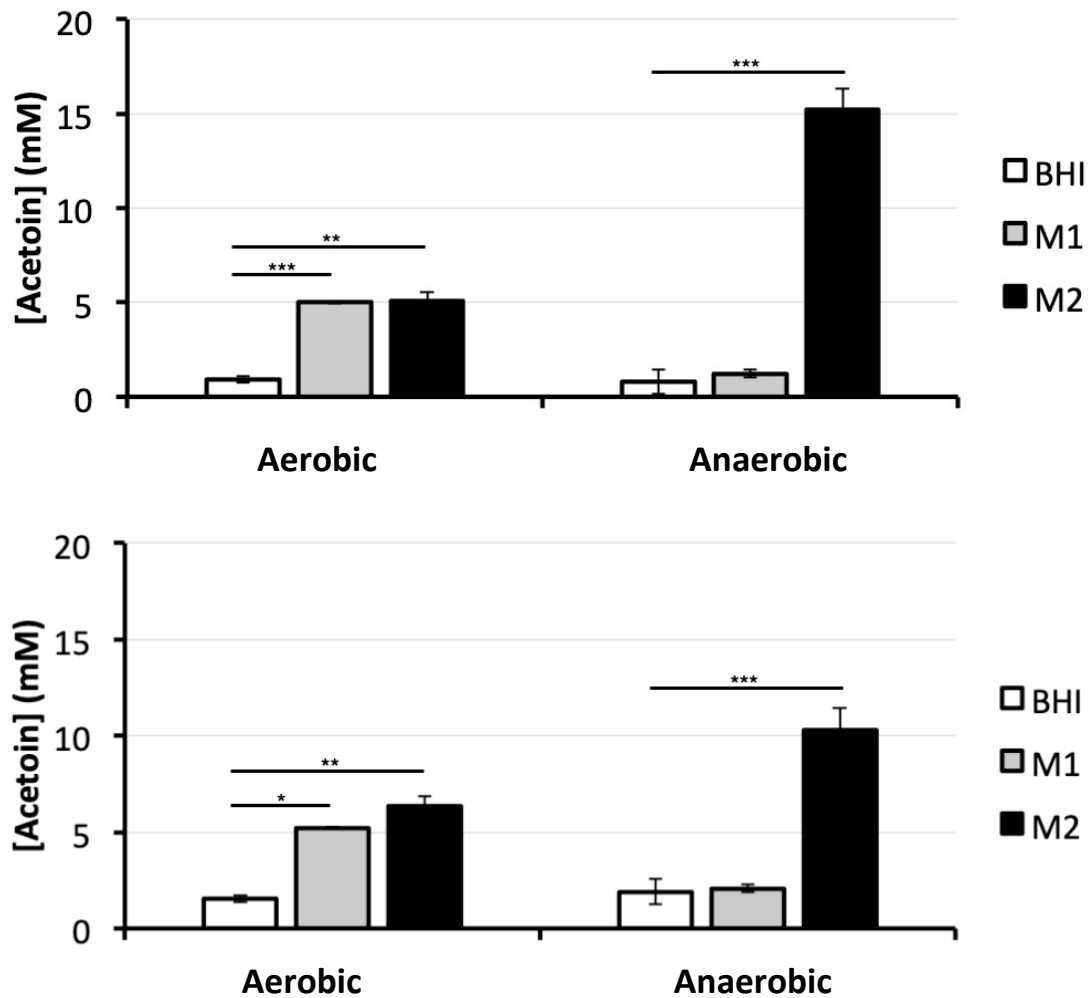 [Acetoin] (mM)
20
15
10
5
0
***
**
***
BHI
M1
M2
Aerobic
Anaerobic
[Acetoin] (mM)
20
15
10
5
0
***
**
*
BHI
M1
M2
Aerobic
Anaerobic